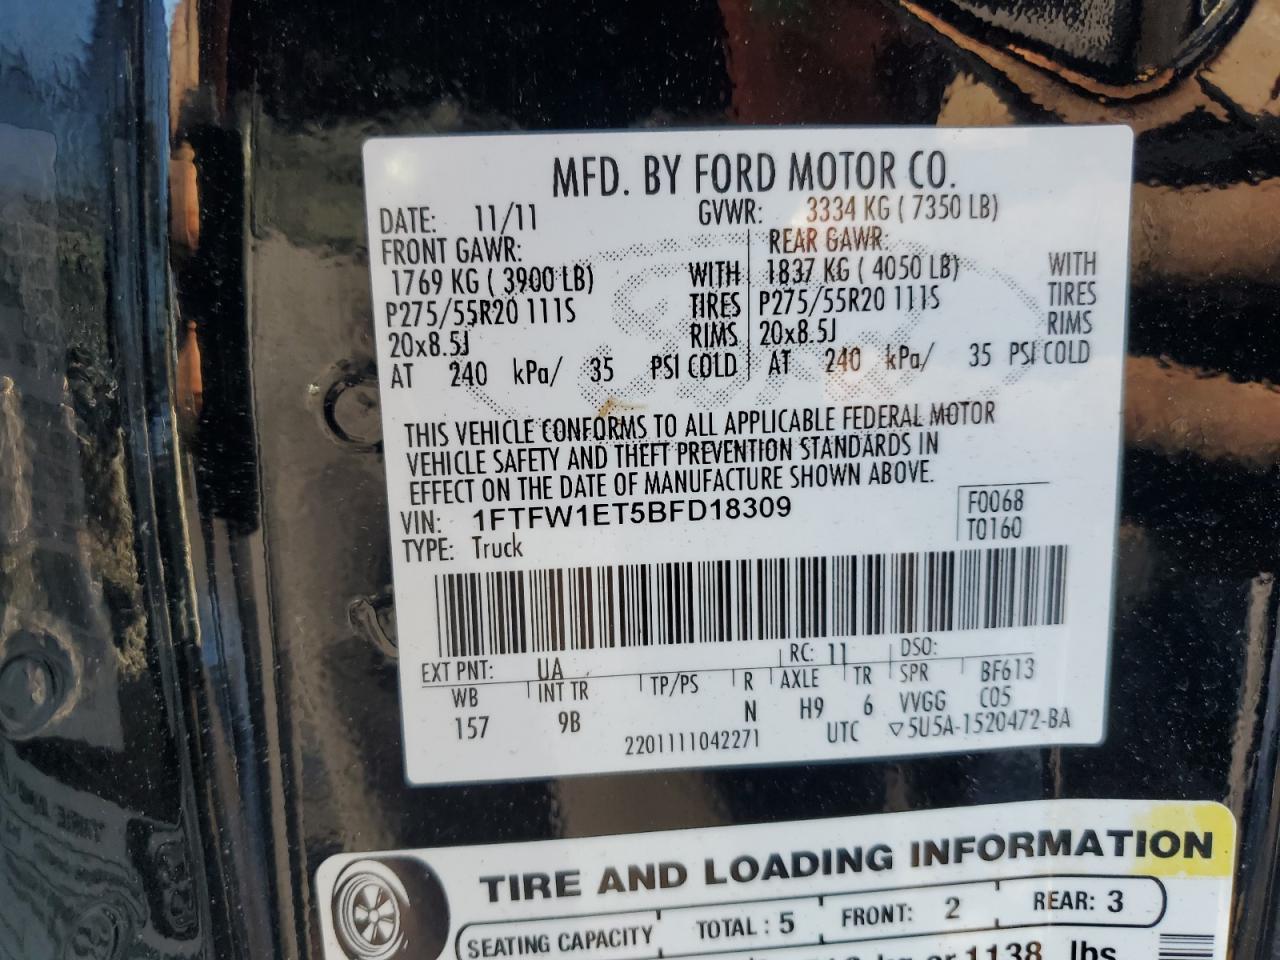 MFD. BY FORD MOTOR CO.
DATE: 11/11 GVWR: 3334 KG ( 7350 LB)
FRONT GAWR: REAR GAWR:
1769 KG ( 3900 LB) WITH 1837 KG ( 4050 LB) WITH
P275/55R20 111S TIRES P275/55R20 111S TIRES
20x8.5J RIMS 20x8.5J RIMS
AT 240 kPa/ 35 PSI COLD AT 240 kPa/ 35 PSI COLD
THIS VEHICLE CONFORMS TO ALL APPLICABLE FEDERAL MOTOR
VEHICLE SAFETY AND THEFT PREVENTION STANDARDS IN
EFFECT ON THE DATE OF MANUFACTURE SHOWN ABOVE.
VIN: 1FTFW1ET5BFD18309 F0068
TYPE: Truck T0160
EXT PNT: UA RC: 11 DSO:
WB INT TR TP/PS R AXLE TR SPR BF613
157 9B N H9 6 VVGG C05
2201111042271 UTC ▽5U5A-1520472-BA
TIRE AND LOADING INFORMATION
SEATING CAPACITY TOTAL : 5 FRONT: 2 REAR: 3
kg or 1138 lbs